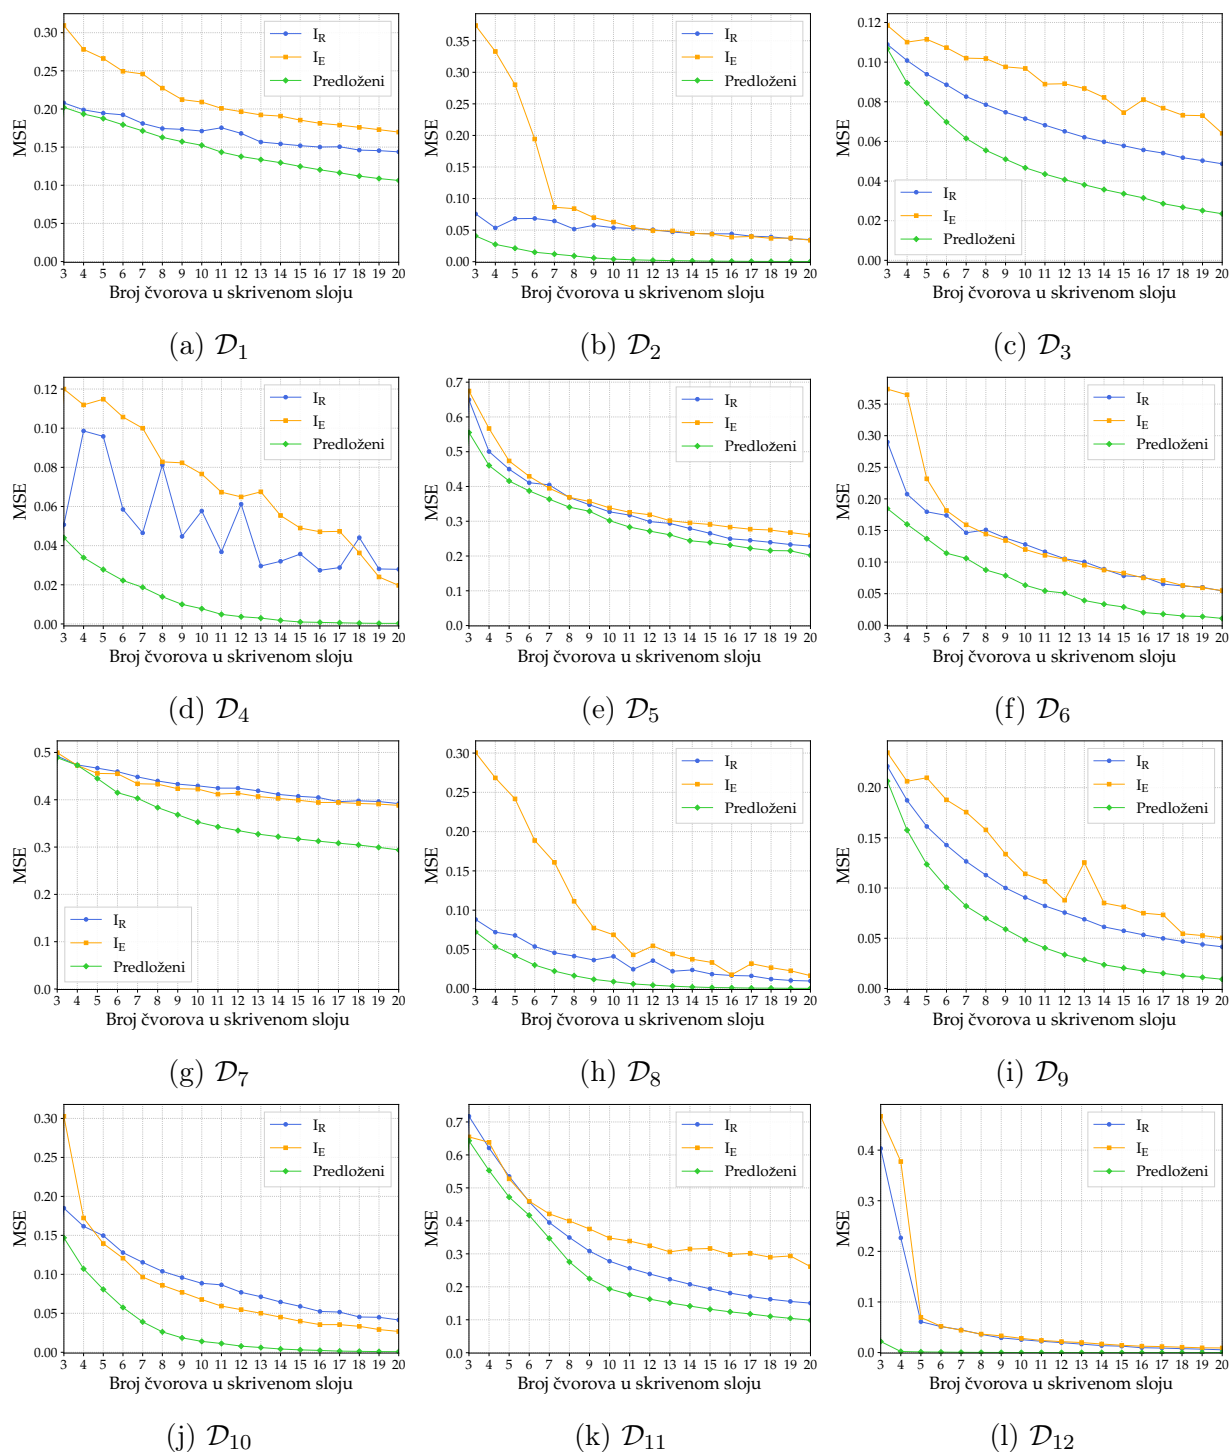 0.30
0.25
0.20
0.15
0.10
0.05
0.00
MSE
I_R
I_E
Predloženi
3 4 5 6 7 8 9 10 11 12 13 14 15 16 17 18 19 20
Broj čvorova u skrivenom sloju
(a) 𝒟_1
0.35
0.30
0.25
0.20
0.15
0.10
0.05
0.00
MSE
I_R
I_E
Predloženi
3 4 5 6 7 8 9 10 11 12 13 14 15 16 17 18 19 20
Broj čvorova u skrivenom sloju
(b) 𝒟_2
0.12
0.10
0.08
0.06
0.04
0.02
0.00
MSE
I_R
I_E
Predloženi
3 4 5 6 7 8 9 10 11 12 13 14 15 16 17 18 19 20
Broj čvorova u skrivenom sloju
(c) 𝒟_3
0.12
0.10
0.08
0.06
0.04
0.02
0.00
MSE
I_R
I_E
Predloženi
3 4 5 6 7 8 9 10 11 12 13 14 15 16 17 18 19 20
Broj čvorova u skrivenom sloju
(d) 𝒟_4
0.7
0.6
0.5
0.4
0.3
0.2
0.1
0.0
MSE
I_R
I_E
Predloženi
3 4 5 6 7 8 9 10 11 12 13 14 15 16 17 18 19 20
Broj čvorova u skrivenom sloju
(e) 𝒟_5
0.35
0.30
0.25
0.20
0.15
0.10
0.05
0.00
MSE
I_R
I_E
Predloženi
3 4 5 6 7 8 9 10 11 12 13 14 15 16 17 18 19 20
Broj čvorova u skrivenom sloju
(f) 𝒟_6
0.5
0.4
0.3
0.2
0.1
0.0
MSE
I_R
I_E
Predloženi
3 4 5 6 7 8 9 10 11 12 13 14 15 16 17 18 19 20
Broj čvorova u skrivenom sloju
(g) 𝒟_7
0.30
0.25
0.20
0.15
0.10
0.05
0.00
MSE
I_R
I_E
Predloženi
3 4 5 6 7 8 9 10 11 12 13 14 15 16 17 18 19 20
Broj čvorova u skrivenom sloju
(h) 𝒟_8
0.20
0.15
0.10
0.05
0.00
MSE
I_R
I_E
Predloženi
3 4 5 6 7 8 9 10 11 12 13 14 15 16 17 18 19 20
Broj čvorova u skrivenom sloju
(i) 𝒟_9
0.30
0.25
0.20
0.15
0.10
0.05
0.00
MSE
I_R
I_E
Predloženi
3 4 5 6 7 8 9 10 11 12 13 14 15 16 17 18 19 20
Broj čvorova u skrivenom sloju
(j) 𝒟_10
0.7
0.6
0.5
0.4
0.3
0.2
0.1
0.0
MSE
I_R
I_E
Predloženi
3 4 5 6 7 8 9 10 11 12 13 14 15 16 17 18 19 20
Broj čvorova u skrivenom sloju
(k) 𝒟_11
0.4
0.3
0.2
0.1
0.0
MSE
I_R
I_E
Predloženi
3 4 5 6 7 8 9 10 11 12 13 14 15 16 17 18 19 20
Broj čvorova u skrivenom sloju
(l) 𝒟_12